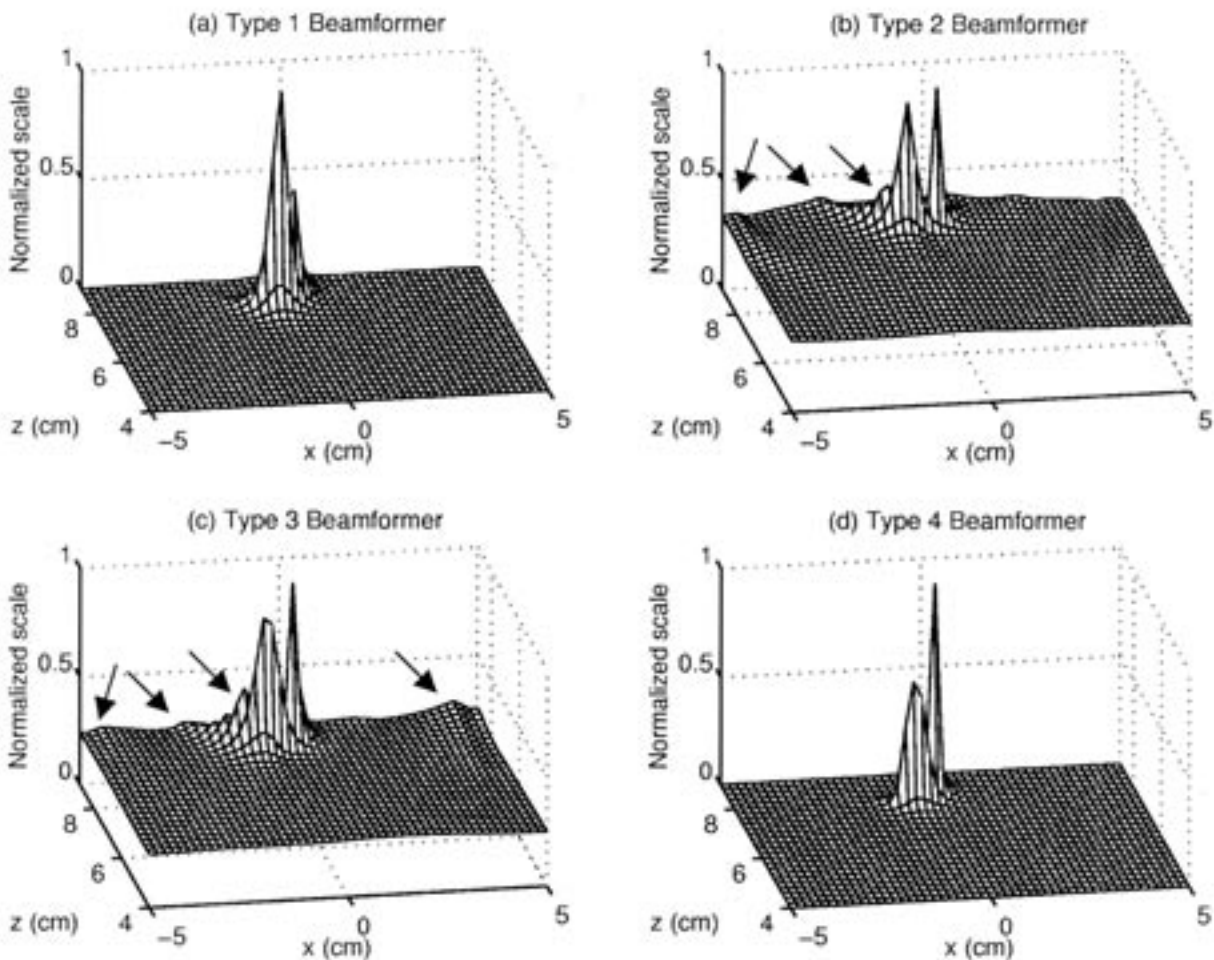 (a) Type 1 Beamformer
1
0.5
0
Normalized scale
8
6
4
z (cm)
−5
0
5
x (cm)
(b) Type 2 Beamformer
1
0.5
0
Normalized scale
8
6
4
z (cm)
−5
0
5
x (cm)
(c) Type 3 Beamformer
1
0.5
0
Normalized scale
8
6
4
z (cm)
−5
0
5
x (cm)
(d) Type 4 Beamformer
1
0.5
0
Normalized scale
8
6
4
z (cm)
−5
0
5
x (cm)